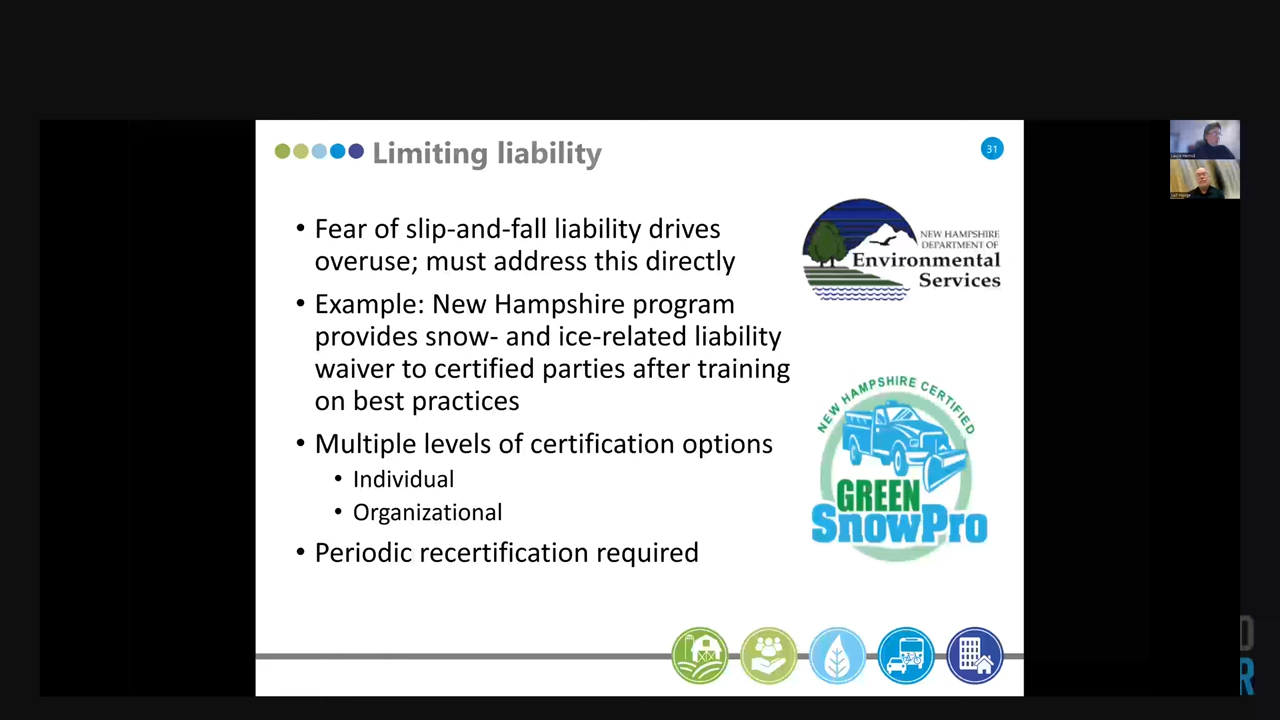 Limiting liability
31
• Fear of slip-and-fall liability drives
overuse; must address this directly
• Example: New Hampshire program
provides snow- and ice-related liability
waiver to certified parties after training
on best practices
• Multiple levels of certification options
• Individual
• Organizational
• Periodic recertification required
NEW HAMPSHIRE
DEPARTMENT OF
Environmental
Services
NEW HAMPSHIRE CERTIFIED
GREEN
SnowPro
D
R